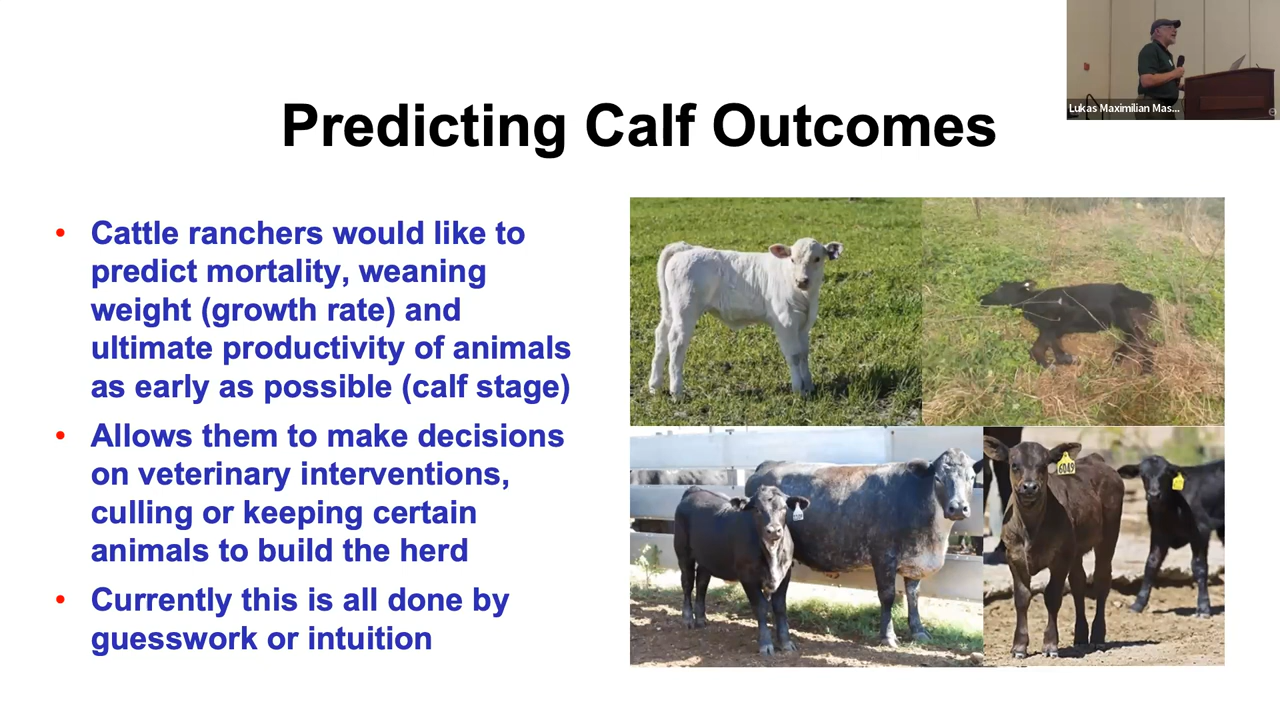 Lukas Maximilian Mas...
Predicting Calf Outcomes
• Cattle ranchers would like to
predict mortality, weaning
weight (growth rate) and
ultimate productivity of animals
as early as possible (calf stage)
• Allows them to make decisions
on veterinary interventions,
culling or keeping certain
animals to build the herd
• Currently this is all done by
guesswork or intuition
6049